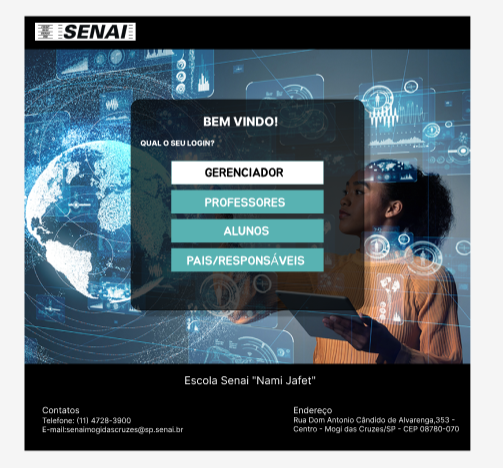 SENAI
BEM VINDO!
QUAL O SEU LOGIN?
GERENCIADOR
PROFESSORES
ALUNOS
PAIS/RESPONSÁVEIS
Escola Senai "Nami Jafet"
Contatos
Telefone: (11) 4728-3900
E-mail:senaimogidascruzes@sp.senai.br
Endereço
Rua Dom Antonio Cândido de Alvarenga,353 -
Centro - Mogi das Cruzes/SP - CEP 08780-070